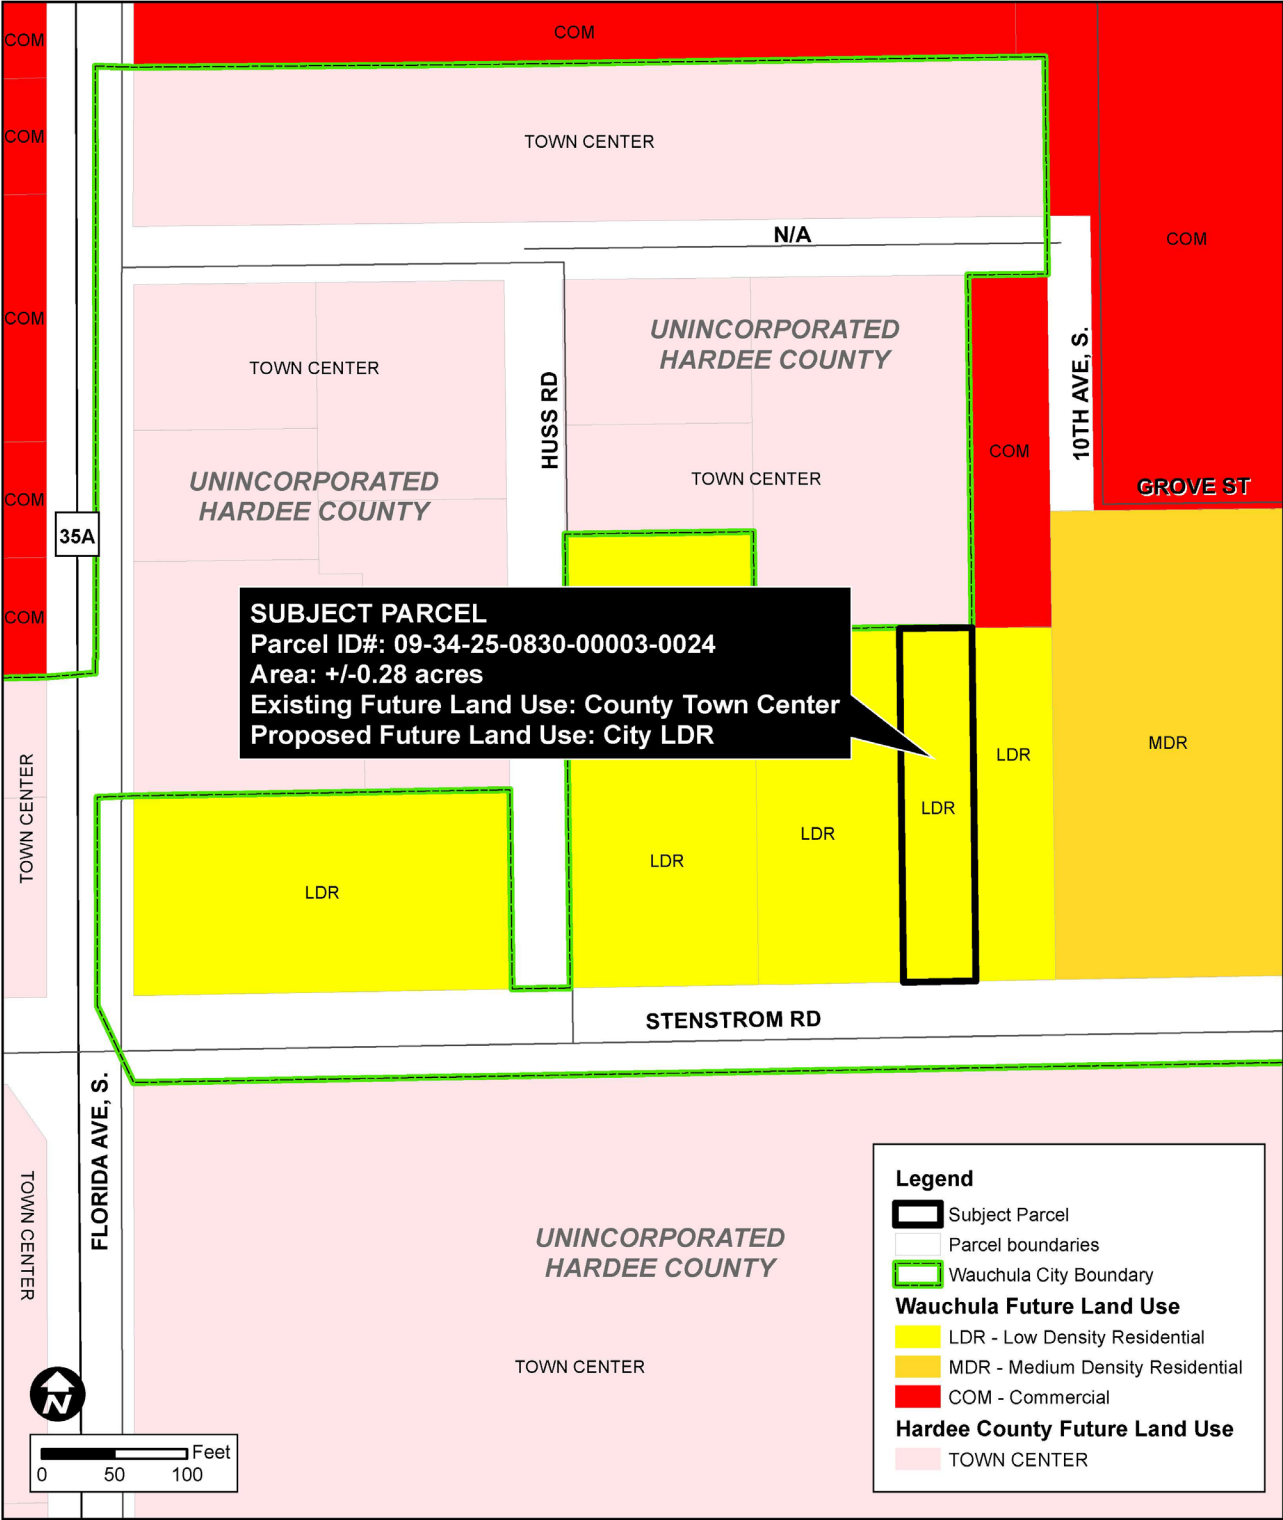 COM
COM
COM
TOWN CENTER
N/A
COM
COM
UNINCORPORATED
HARDEE COUNTY
TOWN CENTER
HUSS RD
10TH AVE, S.
COM
TOWN CENTER
UNINCORPORATED
HARDEE COUNTY
COM
GROVE ST
35A
COM
SUBJECT PARCEL
Parcel ID#: 09-34-25-0830-00003-0024
Area: +/-0.28 acres
Existing Future Land Use: County Town Center
Proposed Future Land Use: City LDR
LDR
MDR
TOWN CENTER
LDR
LDR
LDR
LDR
STENSTROM RD
FLORIDA AVE, S.
TOWN CENTER
UNINCORPORATED
HARDEE COUNTY
TOWN CENTER
N
Feet
0 50 100
Legend
Subject Parcel
Parcel boundaries
Wauchula City Boundary
Wauchula Future Land Use
LDR - Low Density Residential
MDR - Medium Density Residential
COM - Commercial
Hardee County Future Land Use
TOWN CENTER